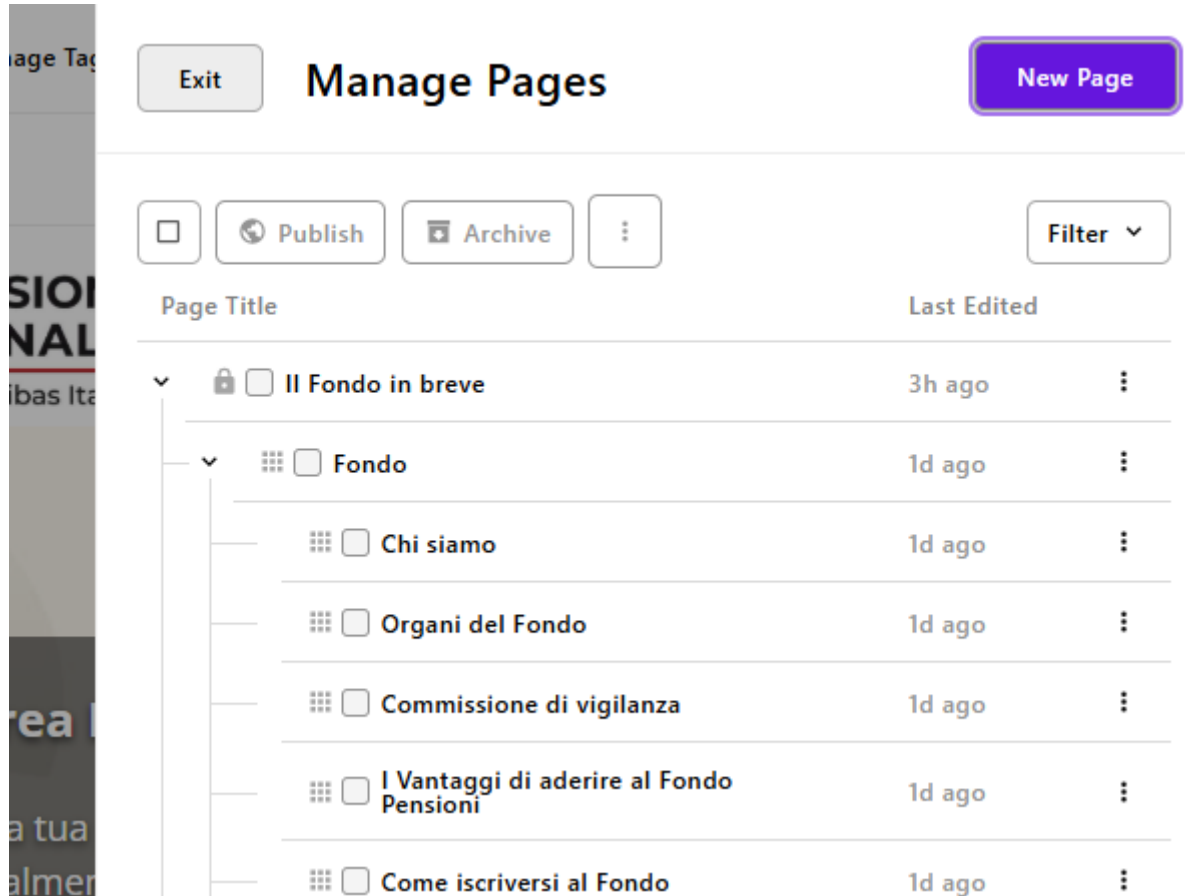 Exit
Manage Pages
New Page
Publish
Archive
Filter
Page Title
Last Edited
Il Fondo in breve
3h ago
Fondo
1d ago
Chi siamo
1d ago
Organi del Fondo
1d ago
Commissione di vigilanza
1d ago
I Vantaggi di aderire al Fondo
Pensioni
1d ago
Come iscriversi al Fondo
1d ago
a tua